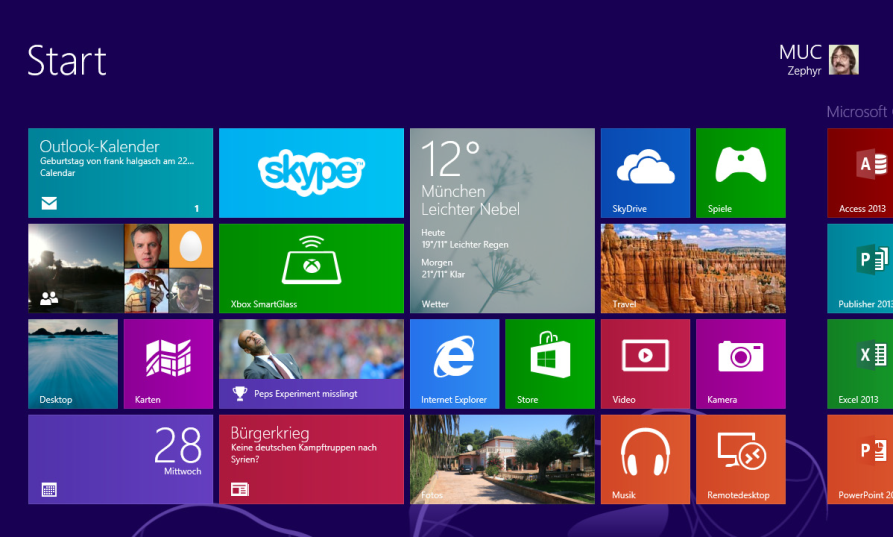 Start
MUC
Zephyr
Microsoft
Outlook-Kalender
Geburtstag von frank halgasch am 22...
Calendar
1
skype™
12°
München
Leichter Nebel
Heute
19°/11° Leichter Regen
Morgen
21°/11° Klar
Wetter
SkyDrive
Spiele
A
Access 2013
Xbox SmartGlass
Travel
P
Publisher 2013
Desktop
Karten
Peps Experiment misslingt
Internet Explorer
Store
Video
Kamera
X
Excel 2013
28
Mittwoch
Bürgerkrieg
Keine deutschen Kampftruppen nach
Syrien?
Fotos
Musik
Remotedesktop
P
PowerPoint 20